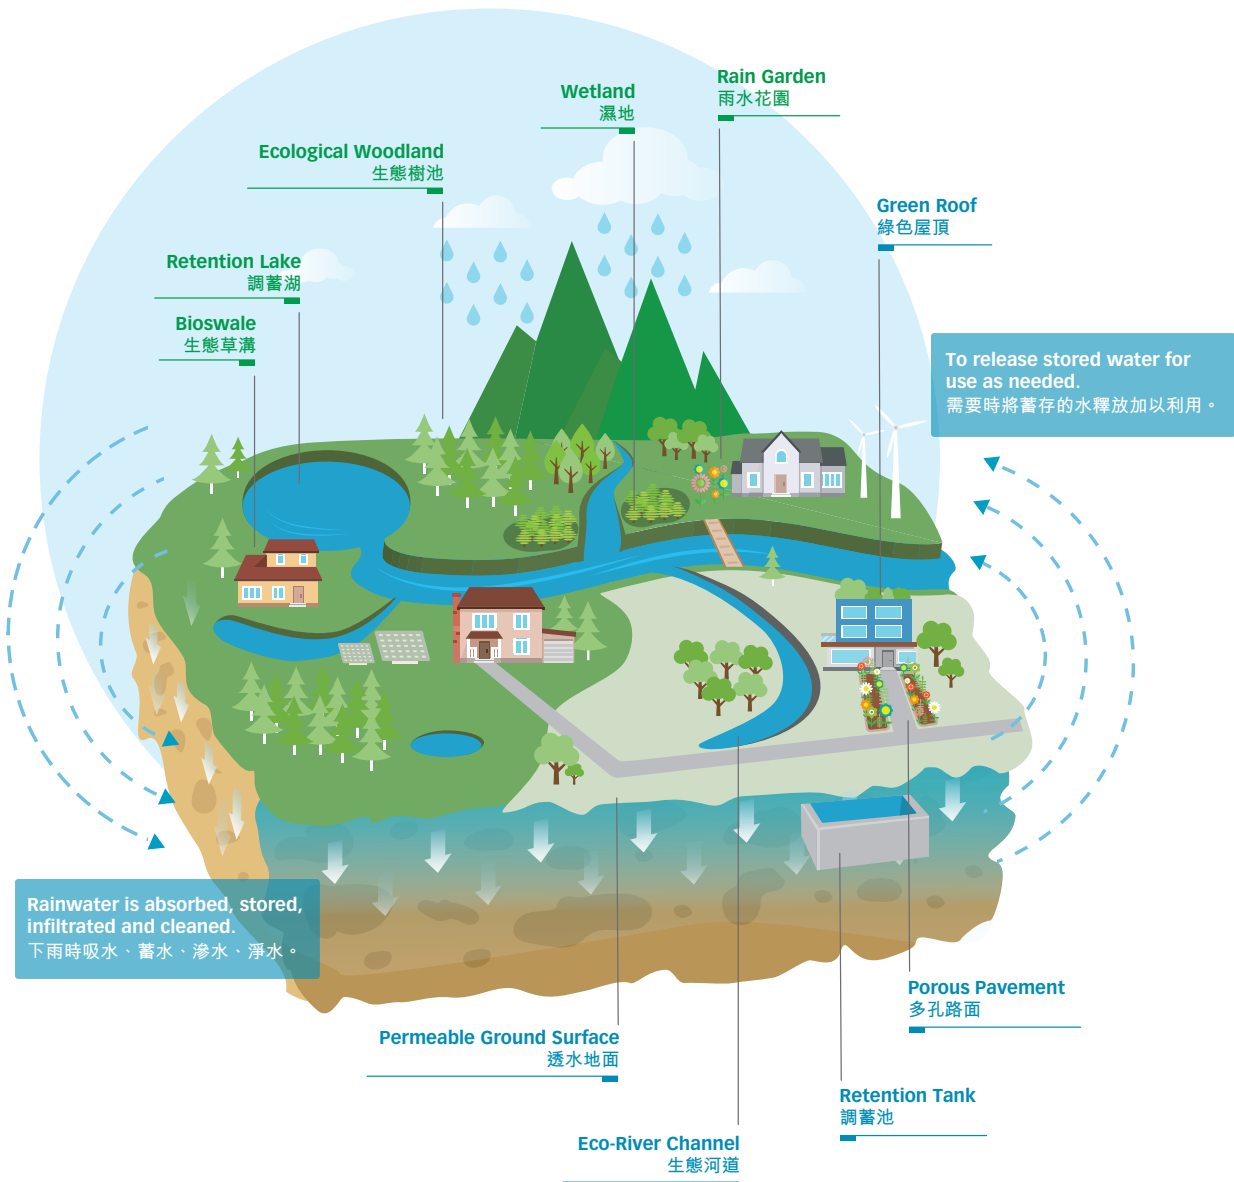 Rain Garden
雨水花園
Wetland
濕地
Ecological Woodland
生態樹池
Green Roof
綠色屋頂
Retention Lake
調蓄湖
Bioswale
生態草溝
To release stored water for
use as needed.
需要時將蓄存的水釋放加以利用。
Rainwater is absorbed, stored,
infiltrated and cleaned.
下雨時吸水、蓄水、滲水、淨水。
Porous Pavement
多孔路面
Permeable Ground Surface
透水地面
Retention Tank
調蓄池
Eco-River Channel
生態河道